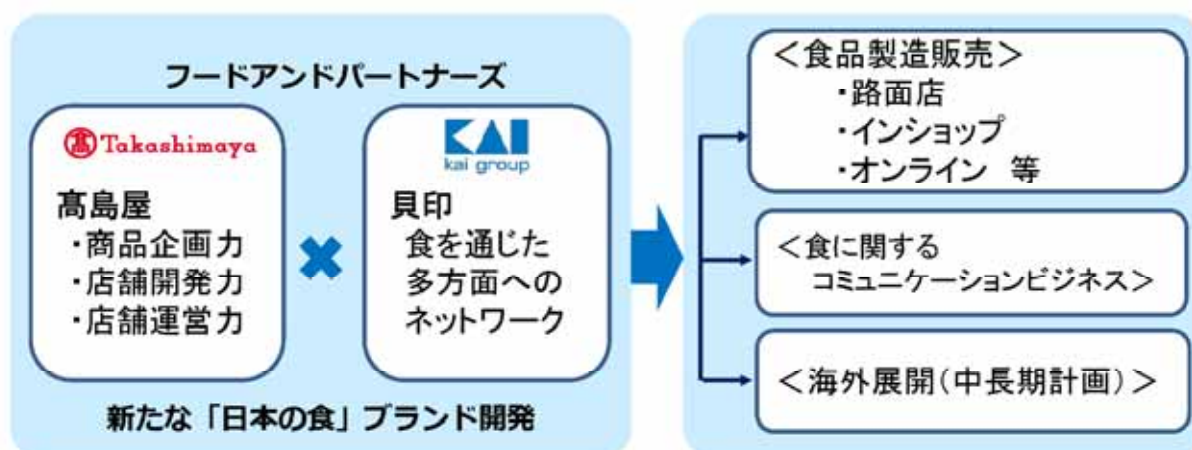 フードアンドパートナーズ
髙 Takashimaya
髙島屋
・商品企画力
・店舗開発力
・店舗運営力
KAI
kai group
貝印
食を通じた
多方面への
ネットワーク
新たな「日本の食」ブランド開発
＜食品製造販売＞
・路面店
・インショップ
・オンライン 等
＜食に関する
コミュニケーションビジネス＞
＜海外展開(中長期計画)＞